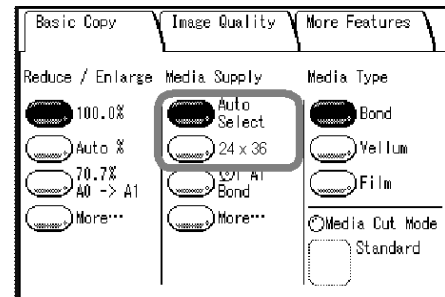 Basic Copy
Image Quality
More Features
Reduce / Enlarge
100.0%
Auto %
70.7%
A0 -> A1
More…
Media Supply
Auto
Select
24 x 36
A1
Bond
More…
Media Type
Bond
Vellum
Film
Media Cut Mode
Standard